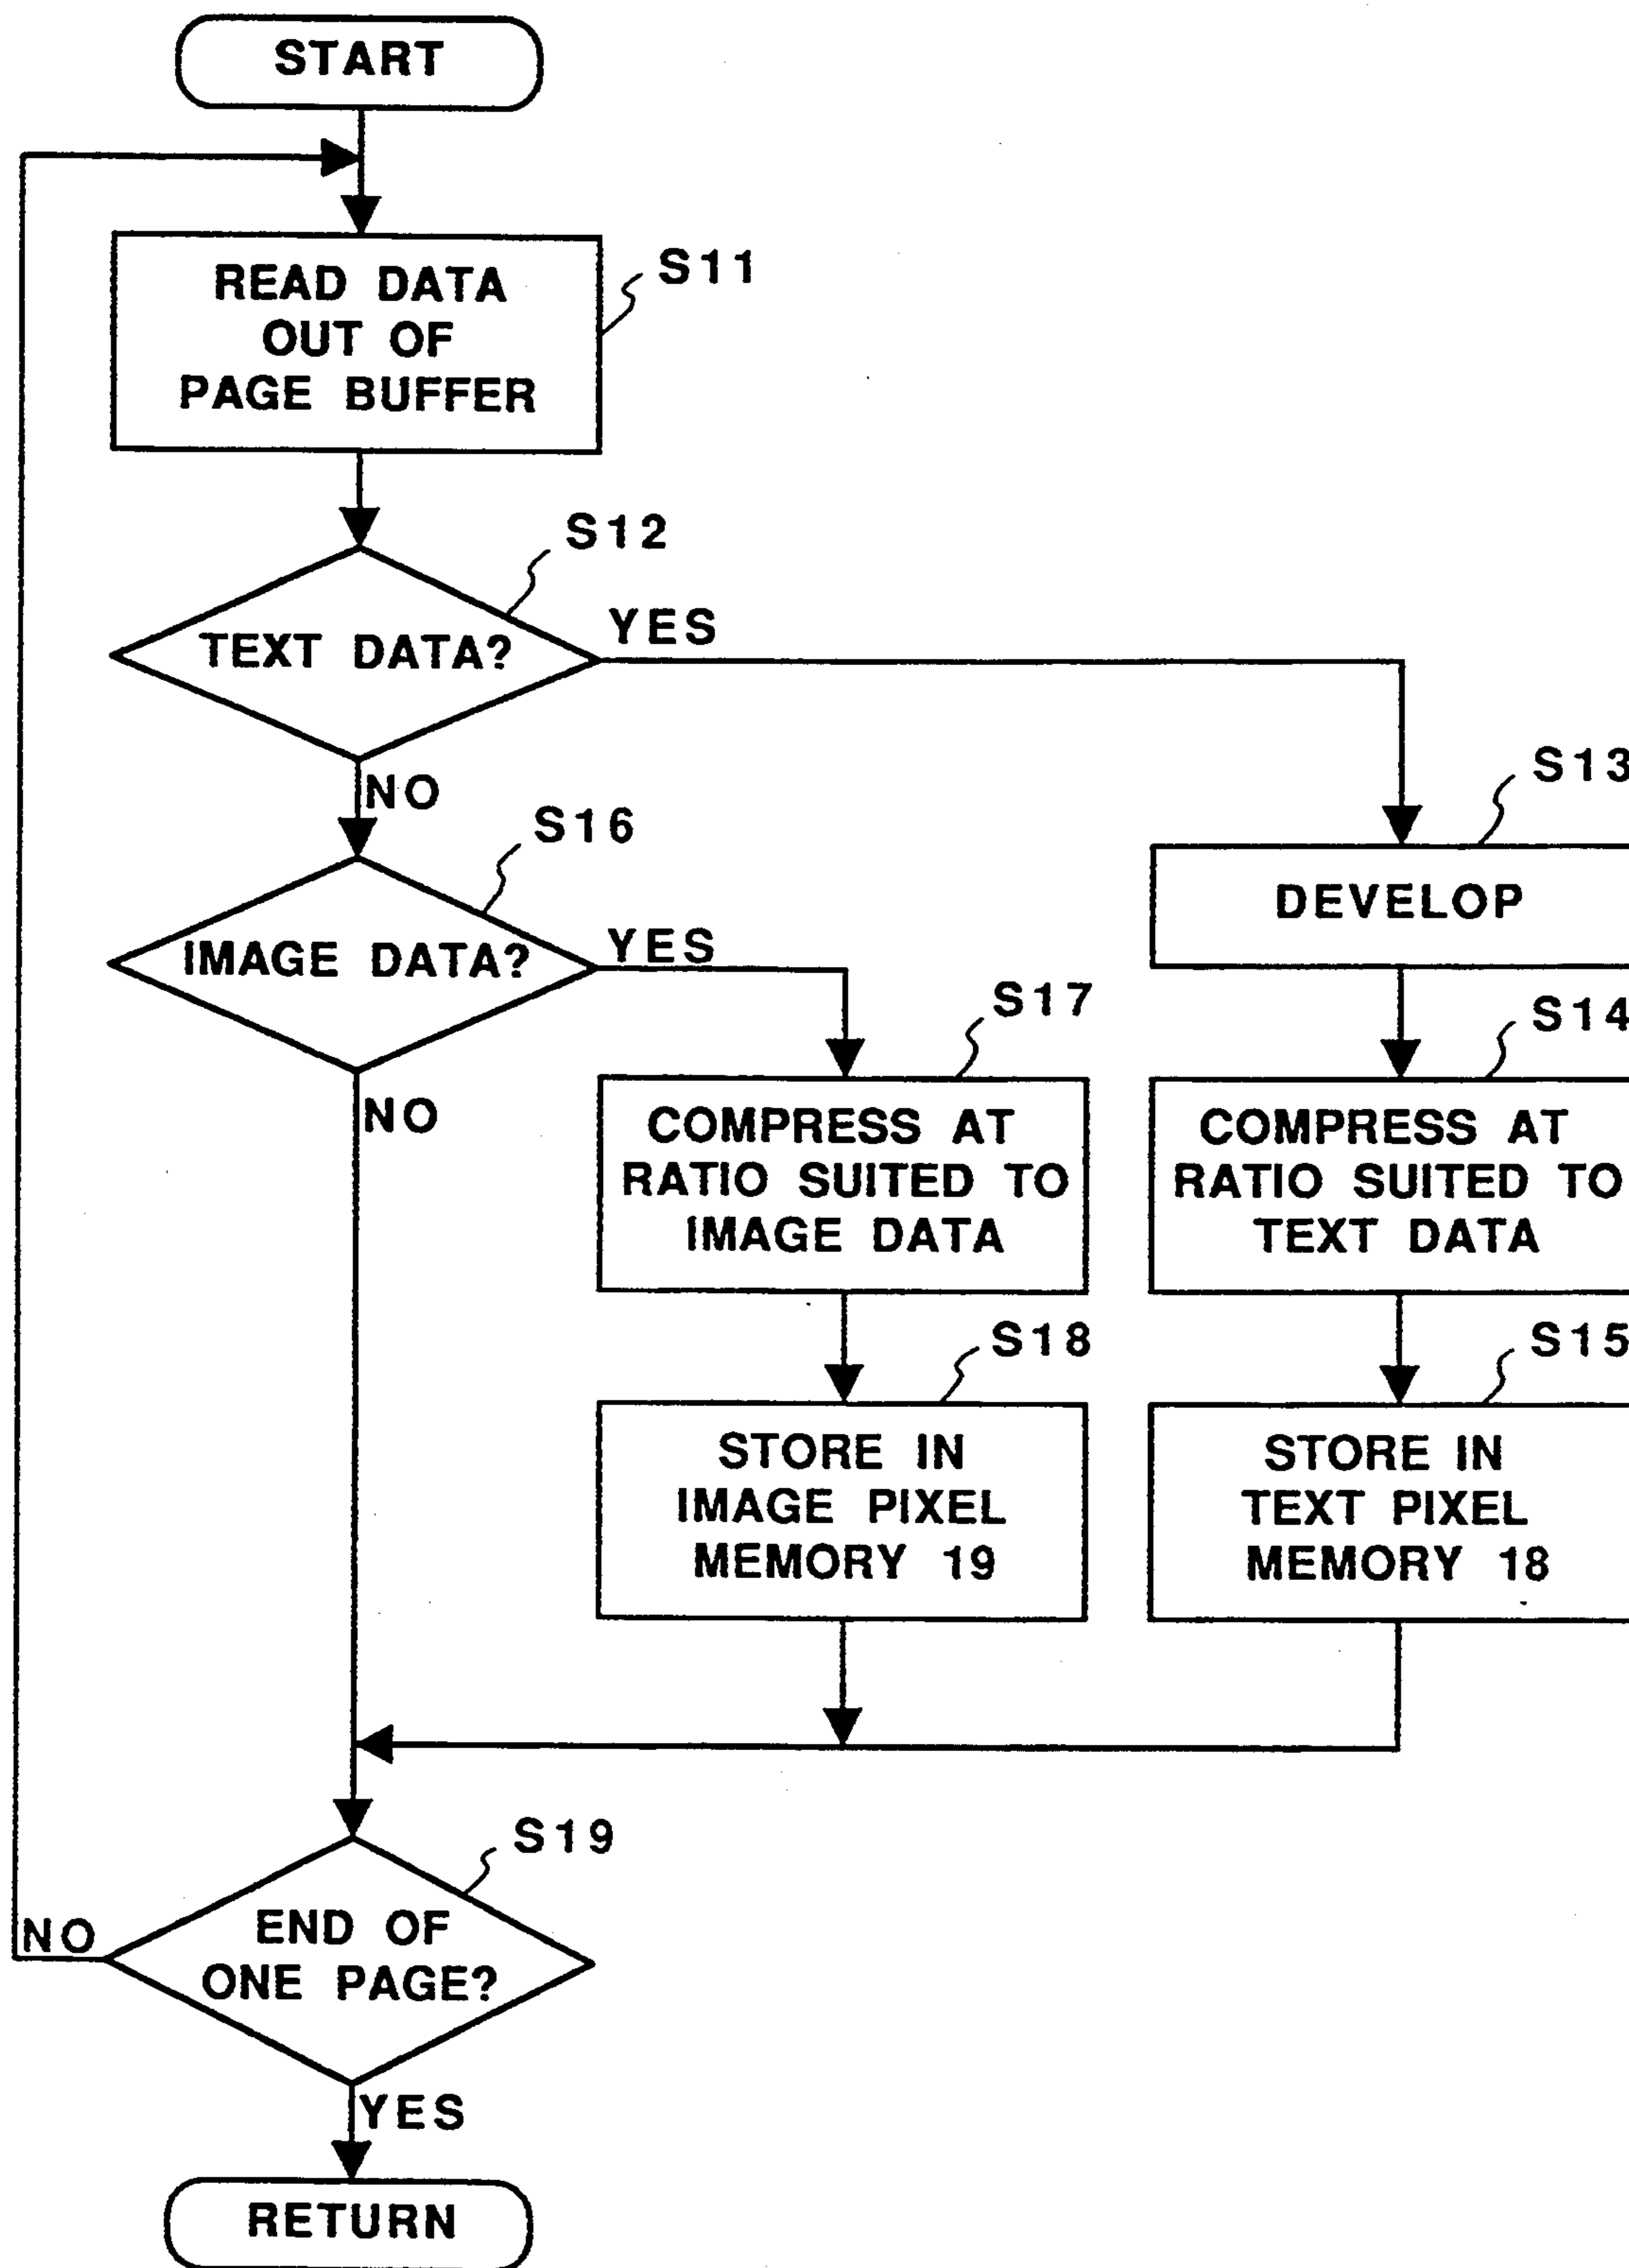 START
READ DATA
OUT OF
PAGE BUFFER
S11
S12
TEXT DATA?
YES
NO
S13
DEVELOP
S16
IMAGE DATA?
YES
NO
S17
COMPRESS AT
RATIO SUITED TO
IMAGE DATA
S14
COMPRESS AT
RATIO SUITED TO
TEXT DATA
S18
STORE IN
IMAGE PIXEL
MEMORY 19
S15
STORE IN
TEXT PIXEL
MEMORY 18
S19
END OF
ONE PAGE?
NO
YES
RETURN